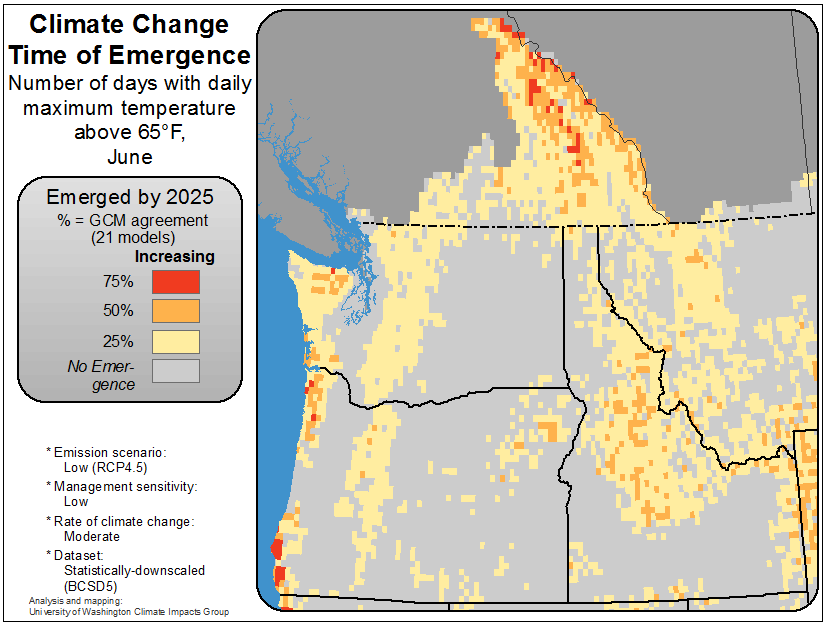 Climate Change
Time of Emergence
Number of days with daily
maximum temperature
above 65°F,
June
Emerged by 2025
% = GCM agreement
(21 models)
Increasing
75%
50%
25%
No Emer-
gence
* Emission scenario:
Low (RCP4.5)
* Management sensitivity:
Low
* Rate of climate change:
Moderate
* Dataset:
Statistically-downscaled
(BCSD5)
Analysis and mapping:
University of Washington Climate Impacts Group